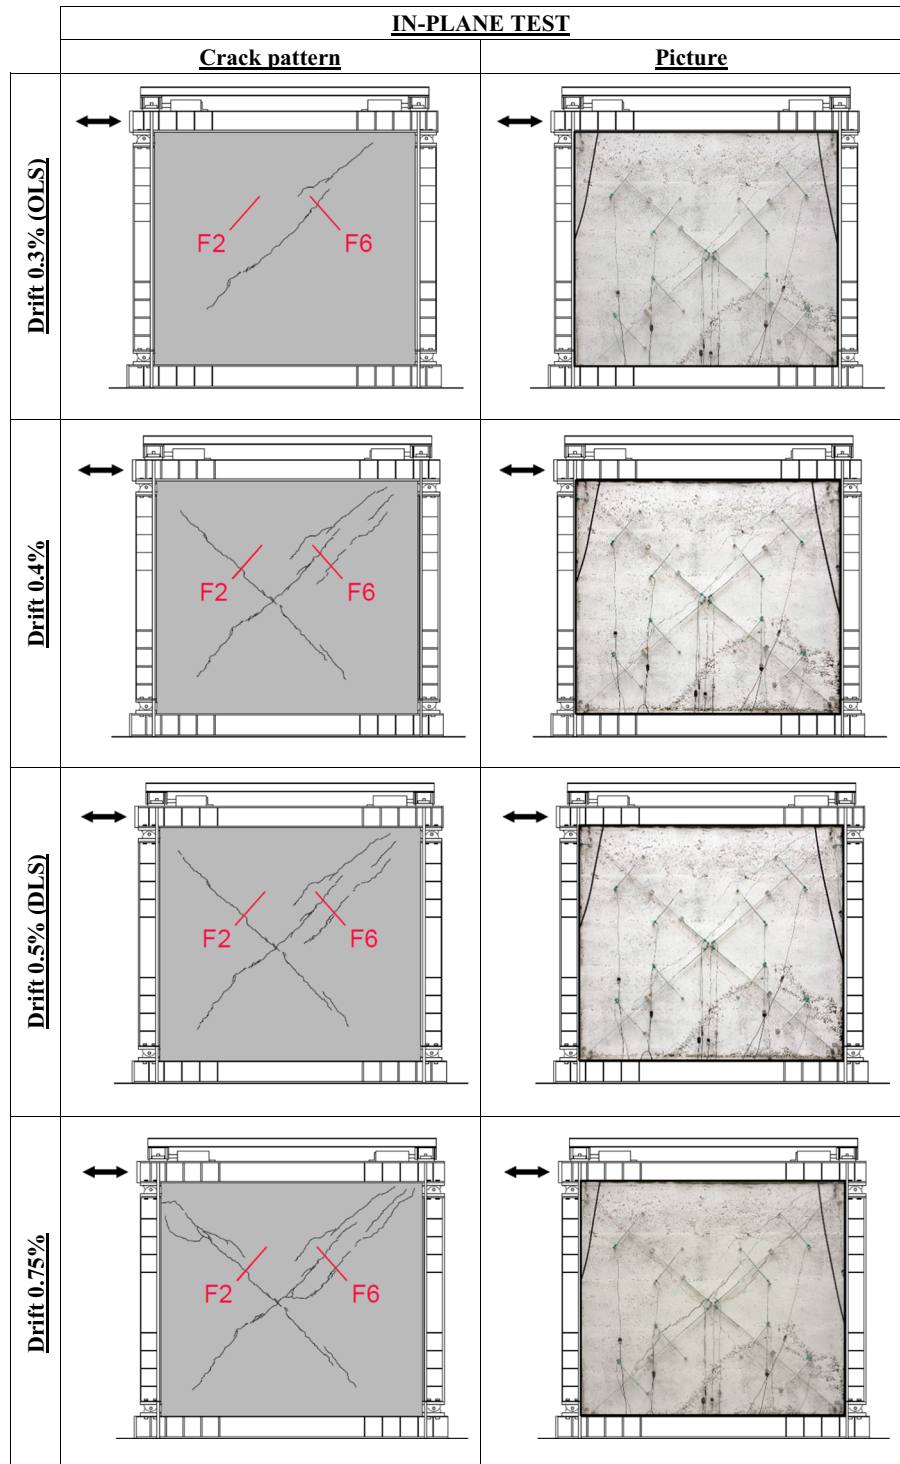 IN-PLANE TEST
Crack pattern
Picture
Drift 0.3% (OLS)
F2
F6
Drift 0.4%
F2
F6
Drift 0.5% (DLS)
F2
F6
Drift 0.75%
F2
F6